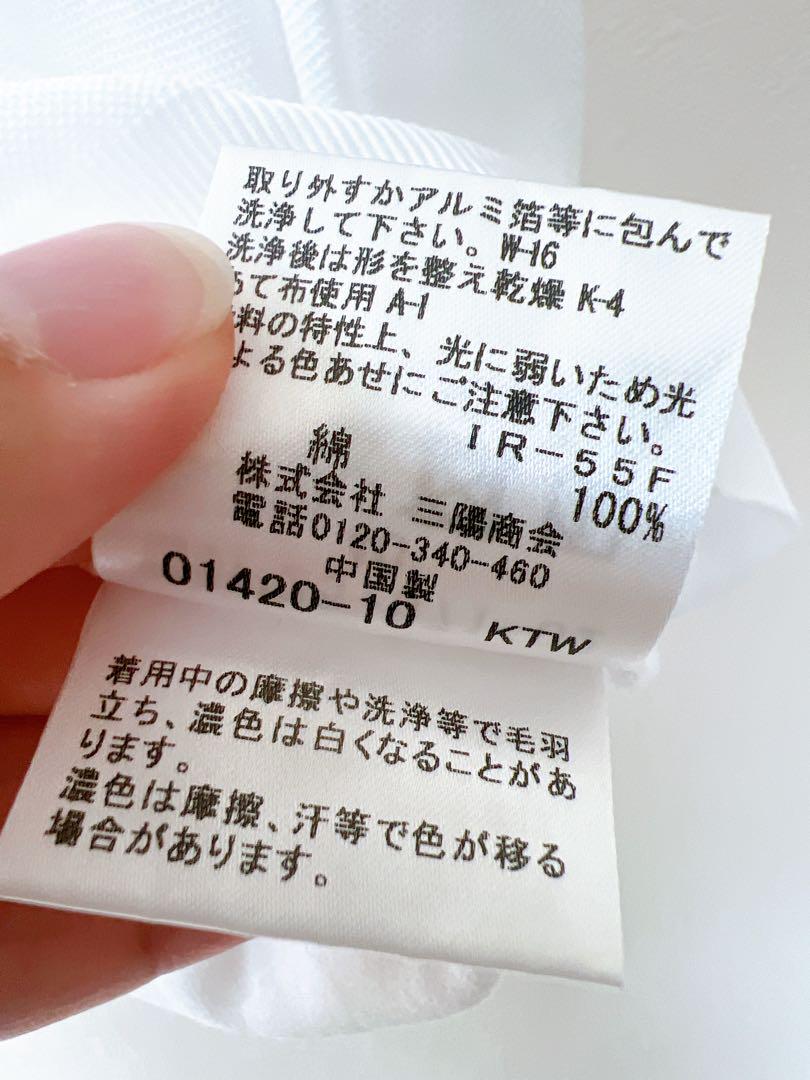 取り外すかアルミ箔等に包んで
洗浄して下さい。W-16
洗浄後は形を整え乾燥 K-4
て布使用 A-1
料の特性上、光に弱いため光
よる色あせにご注意下さい。
IR-55F
綿 100%
株式会社 三陽商会
電話0120-340-460
中国製
01420-10 KTW
着用中の摩擦や洗浄等で毛羽
立ち、濃色は白くなることがあ
ります。
濃色は摩擦、汗等で色が移る
場合があります。